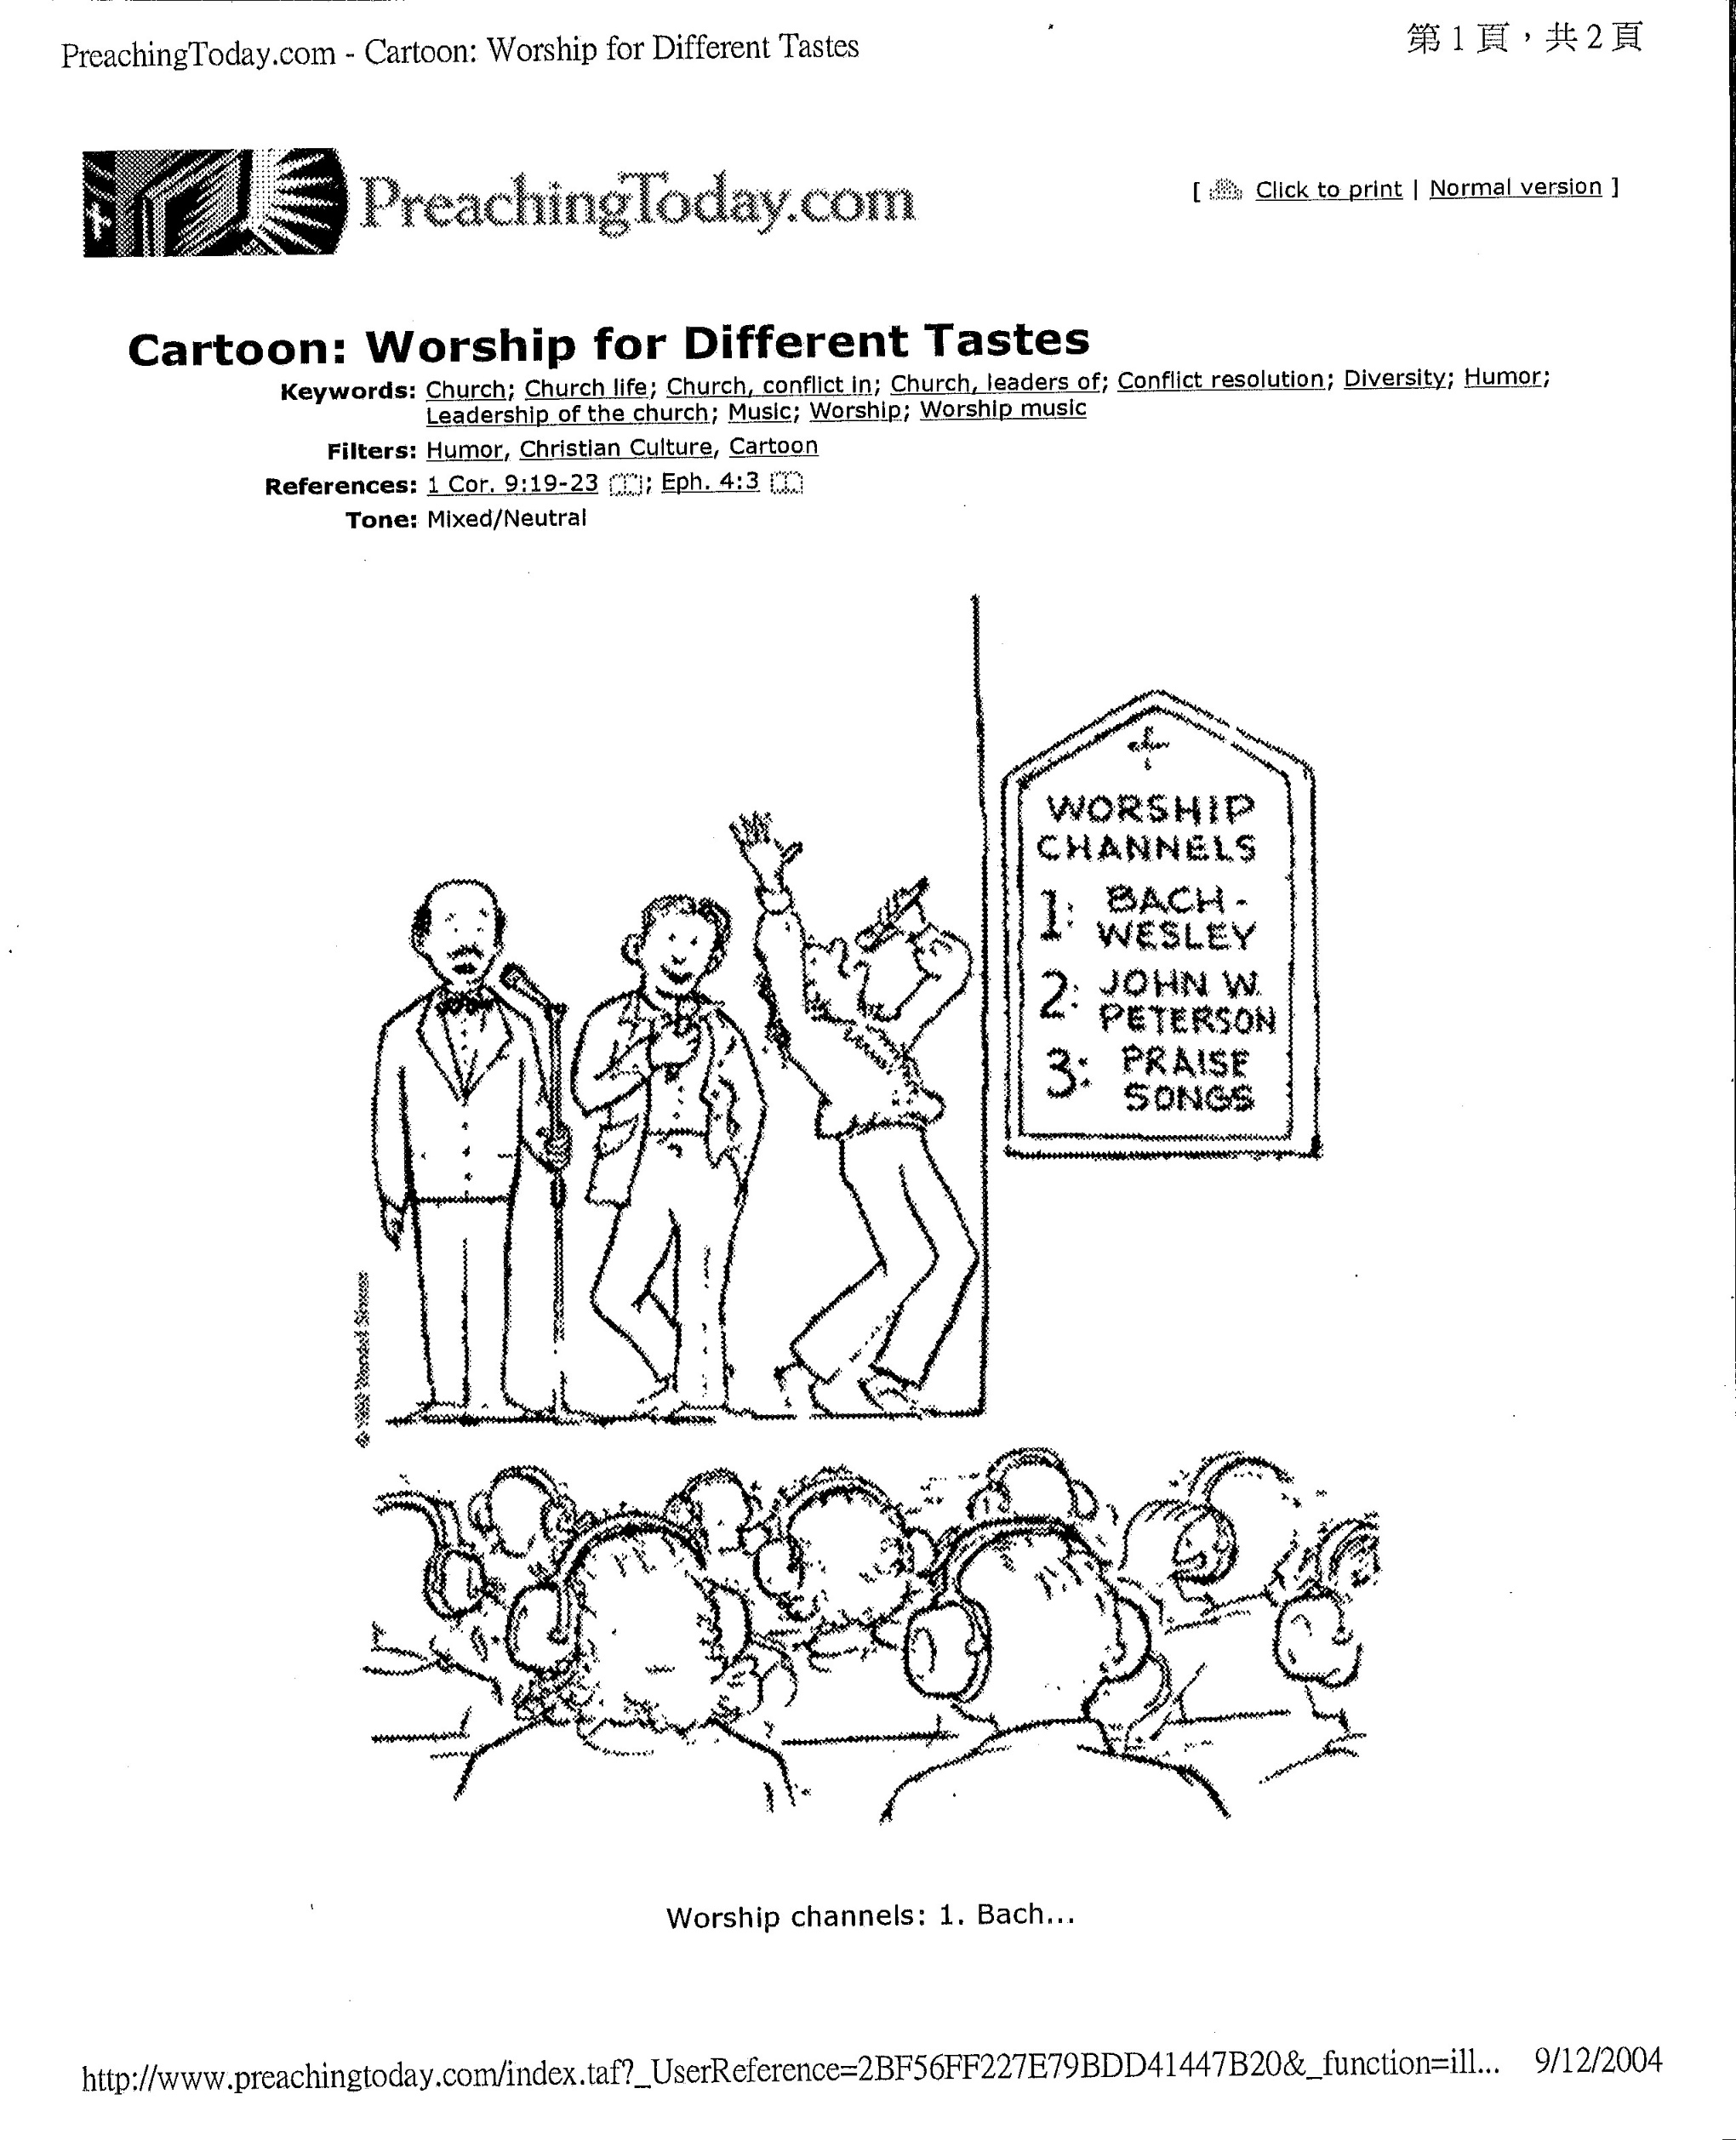 PreachingToday.com - Cartoon: Worship for Different Tastes
第1頁，共2頁
PreachingToday.com
[ Click to print | Normal version ]
Cartoon: Worship for Different Tastes
Keywords: Church; Church life; Church, conflict in; Church, leaders of; Conflict resolution; Diversity; Humor;
Leadership of the church; Music; Worship; Worship music
Filters: Humor, Christian Culture, Cartoon
References: 1 Cor. 9:19-23 ; Eph. 4:3
Tone: Mixed/Neutral
WORSHIP
CHANNELS
1: BACH-
WESLEY
2: JOHN W.
PETERSON
3: PRAISE
SONGS
Worship channels: 1. Bach...
http://www.preachingtoday.com/index.taf?_UserReference=2BF56FF227E79BDD41447B20&_function=ill...
9/12/2004